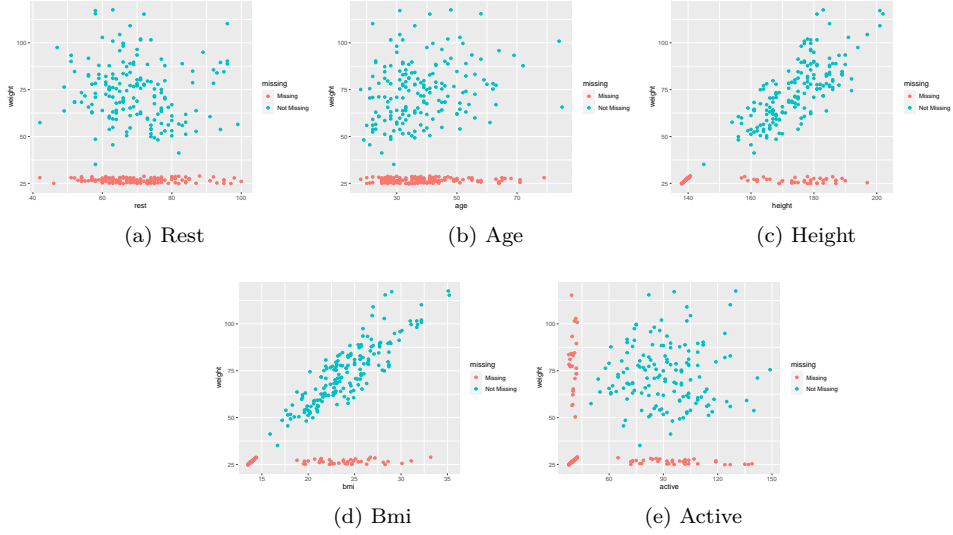 weight
100
75
50
25
40
60
80
100
rest
missing
Missing
Not Missing
(a) Rest
weight
100
75
50
25
30
50
70
age
missing
Missing
Not Missing
(b) Age
weight
100
75
50
25
140
160
180
200
height
missing
Missing
Not Missing
(c) Height
weight
100
75
50
25
15
20
25
30
35
bmi
missing
Missing
Not Missing
(d) Bmi
weight
100
75
50
25
60
90
120
150
active
missing
Missing
Not Missing
(e) Active